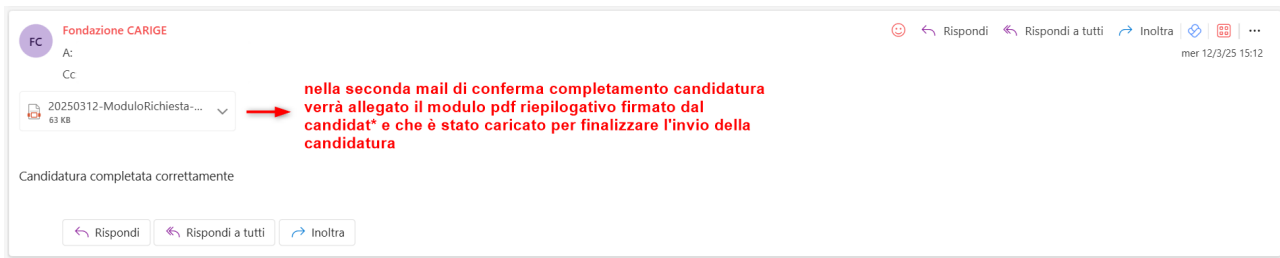 FC
Fondazione CARIGE
Rispondi Rispondi a tutti Inoltra
A:
mer 12/3/25 15:12
Cc
20250312-ModuloRichiesta-...
63 KB
nella seconda mail di conferma completamento candidatura
verrà allegato il modulo pdf riepilogativo firmato dal
candidat* e che è stato caricato per finalizzare l'invio della
candidatura
Candidatura completata correttamente
Rispondi Rispondi a tutti Inoltra